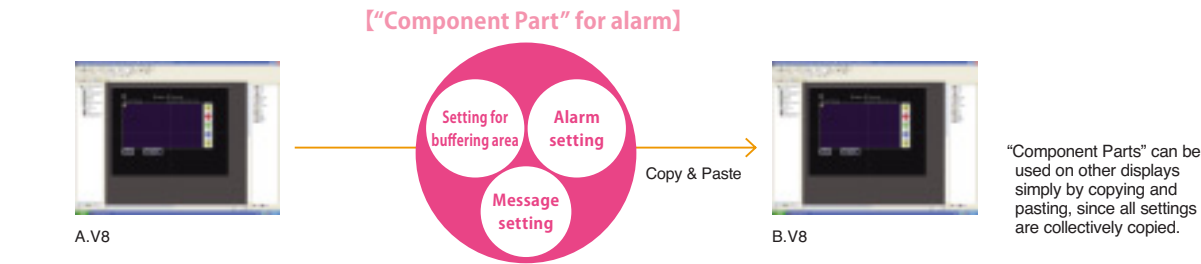 【“Component Part” for alarm】
Setting for
buffering area
Alarm
setting
Message
setting
Copy & Paste
A.V8
B.V8
“Component Parts” can be
used on other displays
simply by copying and
pasting, since all settings
are collectively copied.